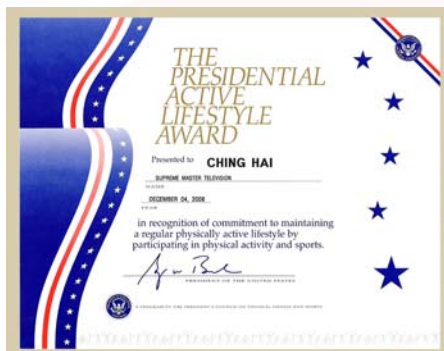 THE
PRESIDENTIAL
ACTIVE
LIFESTYLE
AWARD
Presented to CHING HAI
SUPREME MASTER TELEVISION
NAME
DECEMBER 04, 2008
YEAR
in recognition of commitment to maintaining
a regular physically active lifestyle by
participating in physical activity and sports.
PRESIDENT OF THE UNITED STATES
A PROGRAM OF THE PRESIDENT'S COUNCIL ON PHYSICAL FITNESS AND SPORTS